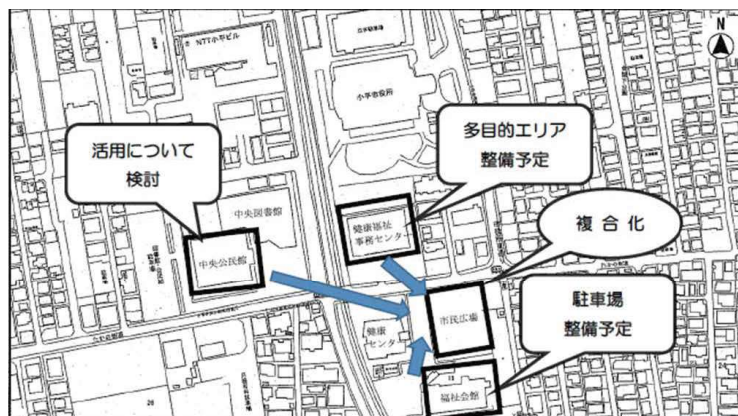 N
NTT小平ビル
小平市役所
活用について
検討
多目的エリア
整備予定
中央図書館
中央公民館
健康福祉
事務センター
複合化
市民広場
健康
センター
駐車場
整備予定
福祉会館